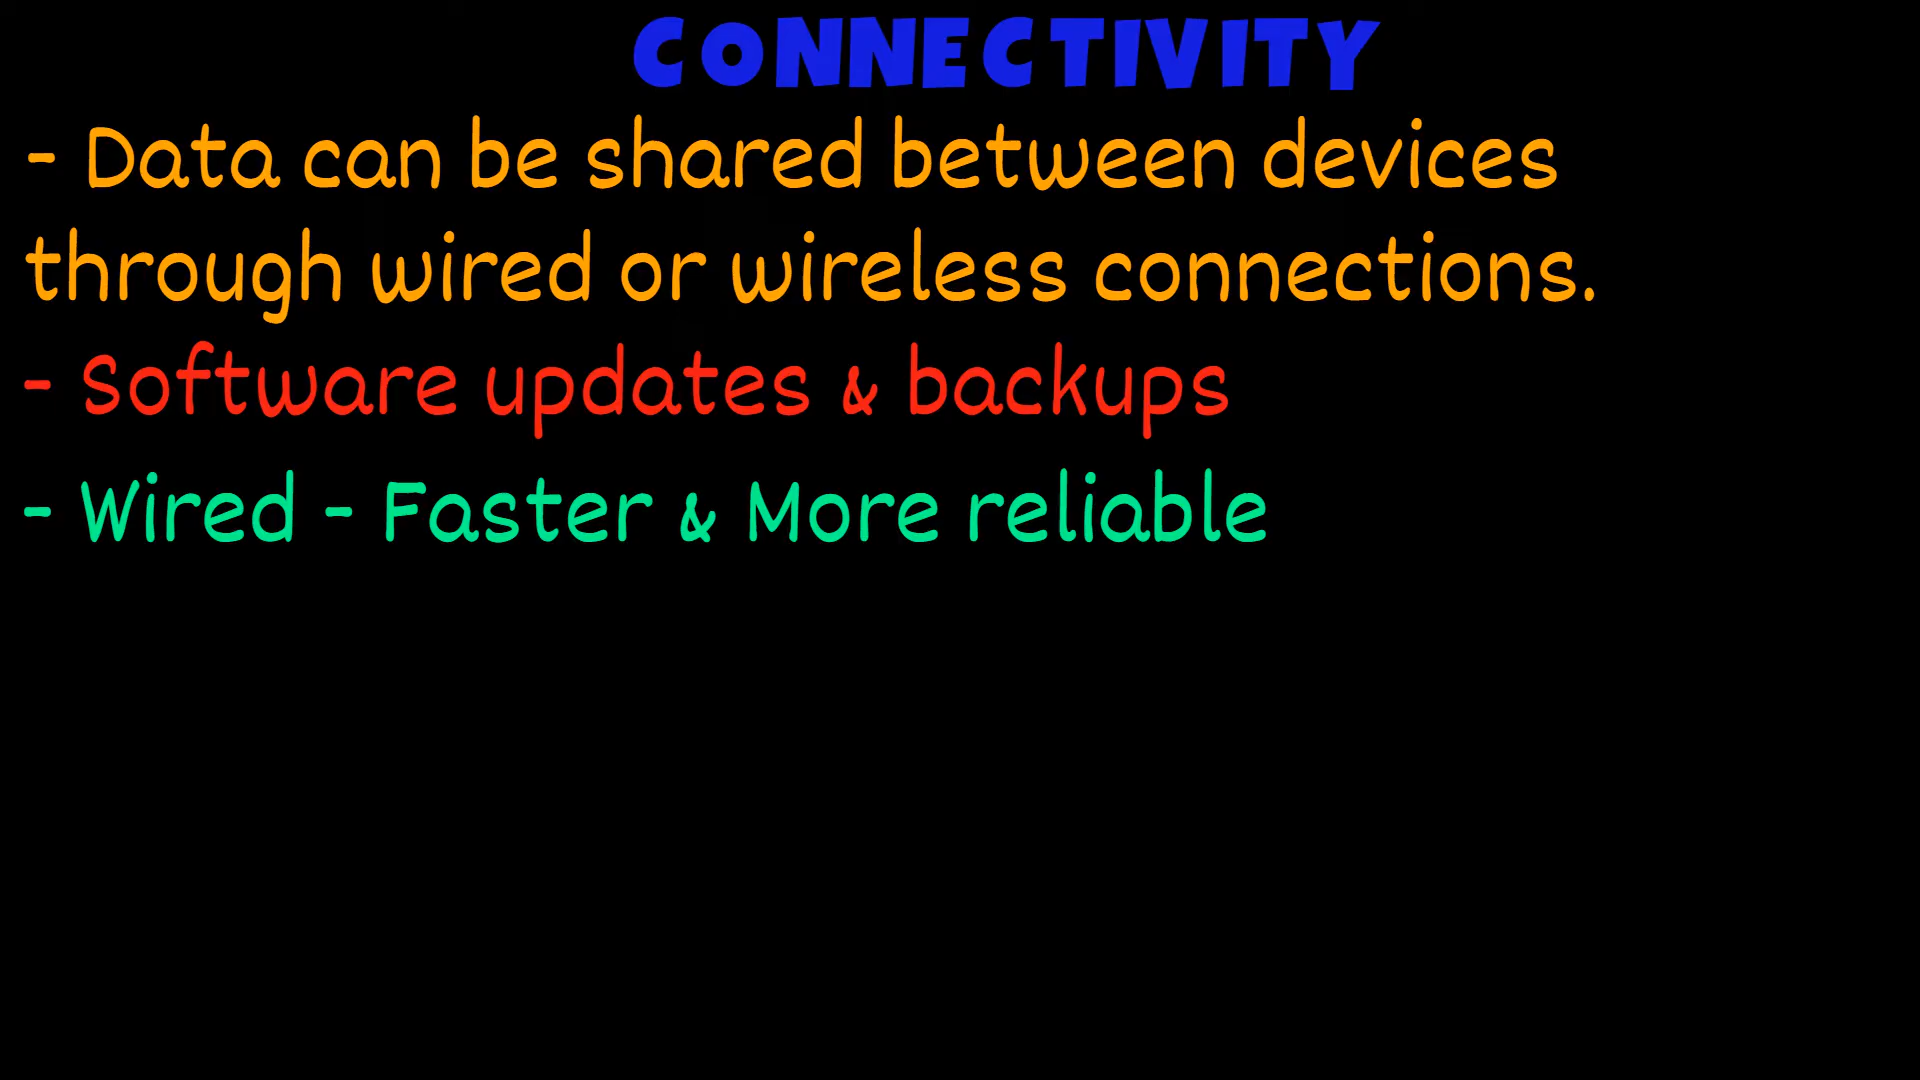 CONNECTIVITY
- Data can be shared between devices
through wired or wireless connections.
- Software updates & backups
- Wired - Faster & More reliable